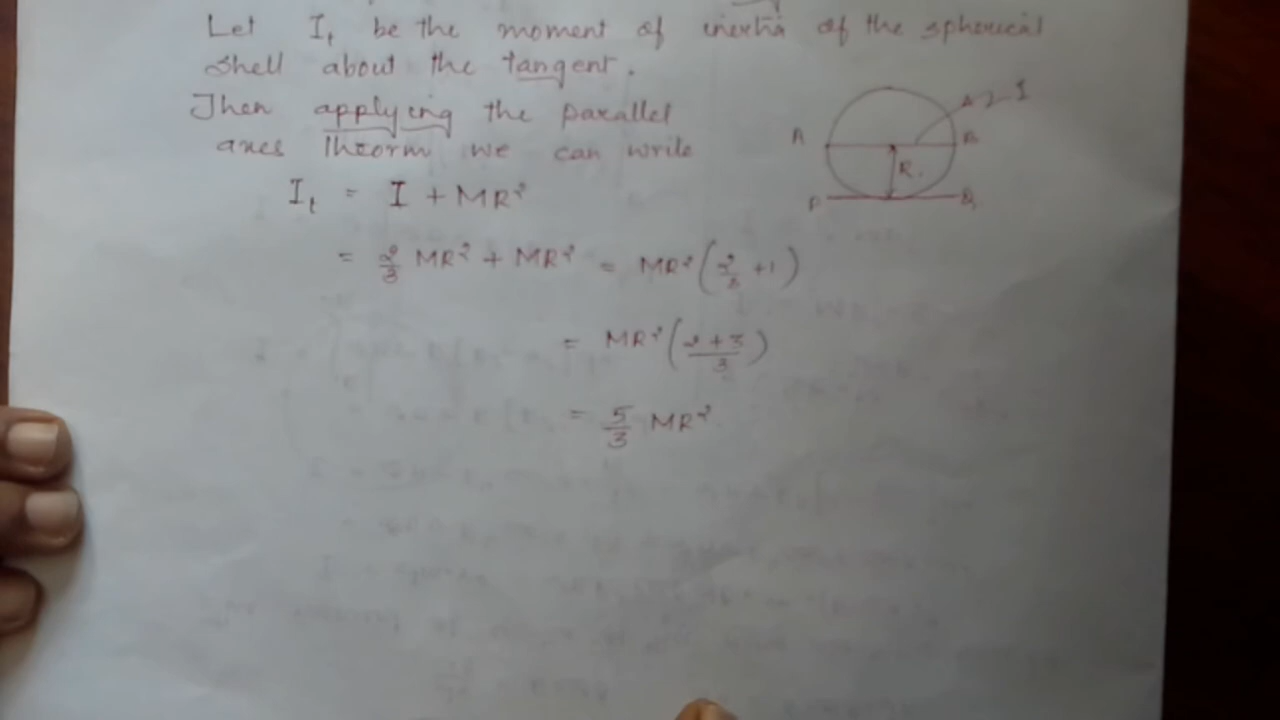 Let I_t be the moment of inertia of the spherical
shell about the tangent.
Then applying the parallel
axes theorm we can write
I_t = I + MR²
= 2/3 MR² + MR² = MR² (2/3 + 1)
= MR² ((2 + 3)/3)
= 5/3 MR²
I
A B
R.
P Q